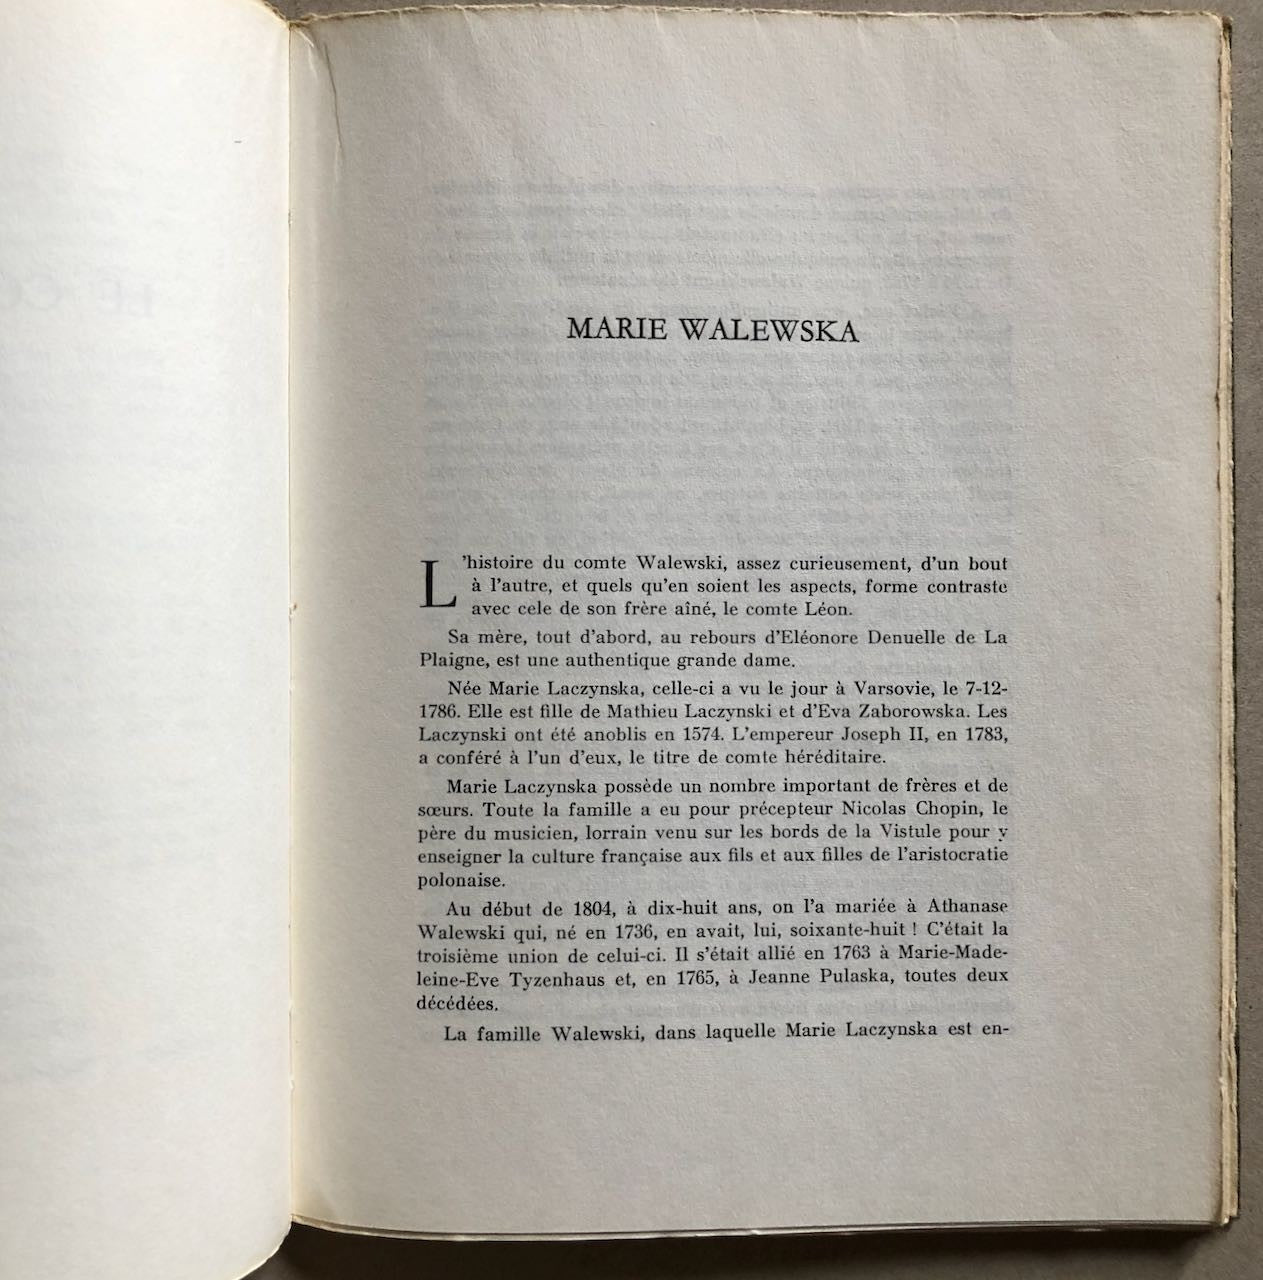 MARIE WALEWSKA
L'histoire du comte Walewski, assez curieusement, d'un bout
à l'autre, et quels qu'en soient les aspects, forme contraste
avec cele de son frère aîné, le comte Léon.
Sa mère, tout d'abord, au rebours d'Eléonore Denuelle de La
Plaigne, est une authentique grande dame.
Née Marie Laczynska, celle-ci a vu le jour à Varsovie, le 7-12-
1786. Elle est fille de Mathieu Laczynski et d'Eva Zaborowska. Les
Laczynski ont été anoblis en 1574. L'empereur Joseph II, en 1783,
a conféré à l'un d'eux, le titre de comte héréditaire.
Marie Laczynska possède un nombre important de frères et de
sœurs. Toute la famille a eu pour précepteur Nicolas Chopin, le
père du musicien, lorrain venu sur les bords de la Vistule pour y
enseigner la culture française aux fils et aux filles de l'aristocratie
polonaise.
Au début de 1804, à dix-huit ans, on l'a mariée à Athanase
Walewski qui, né en 1736, en avait, lui, soixante-huit ! C'était la
troisième union de celui-ci. Il s'était allié en 1763 à Marie-Made-
leine-Eve Tyzenhaus et, en 1765, à Jeanne Pulaska, toutes deux
décédées.
La famille Walewski, dans laquelle Marie Laczynska est en-